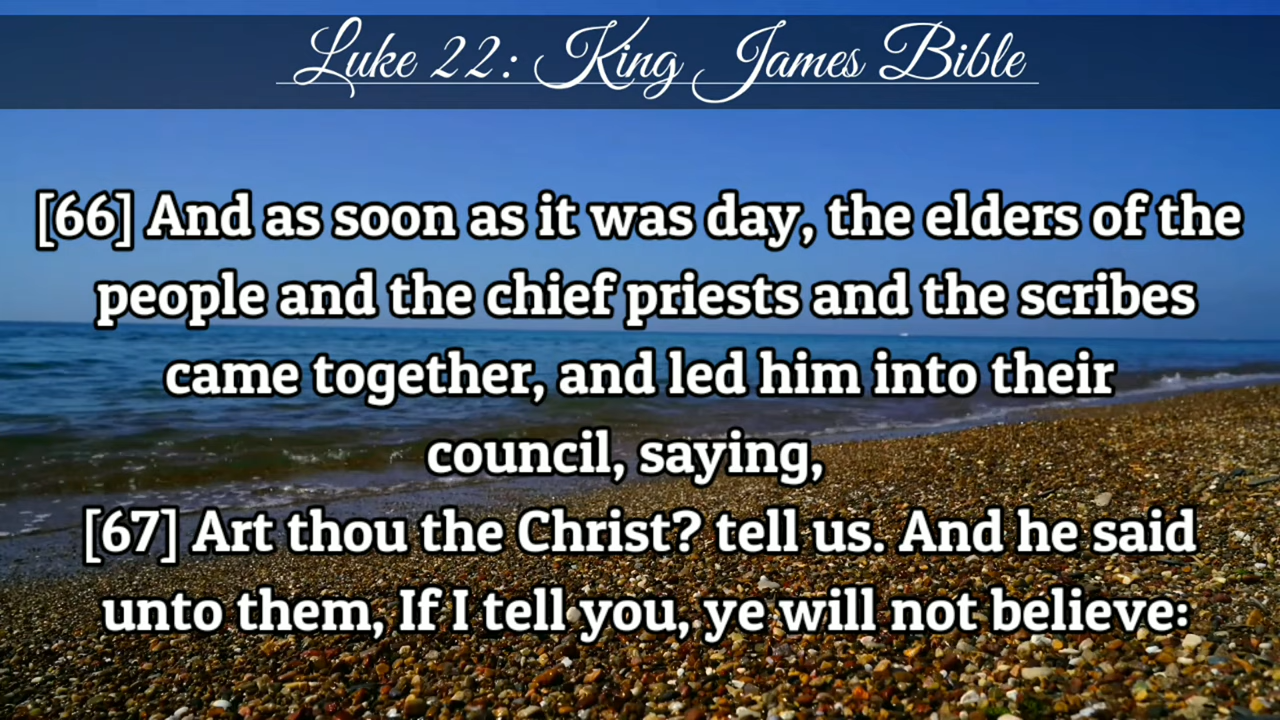 Luke 22: King James Bible
[66] And as soon as it was day, the elders of the
people and the chief priests and the scribes
came together, and led him into their
council, saying,
[67] Art thou the Christ? tell us. And he said
unto them, If I tell you, ye will not believe: